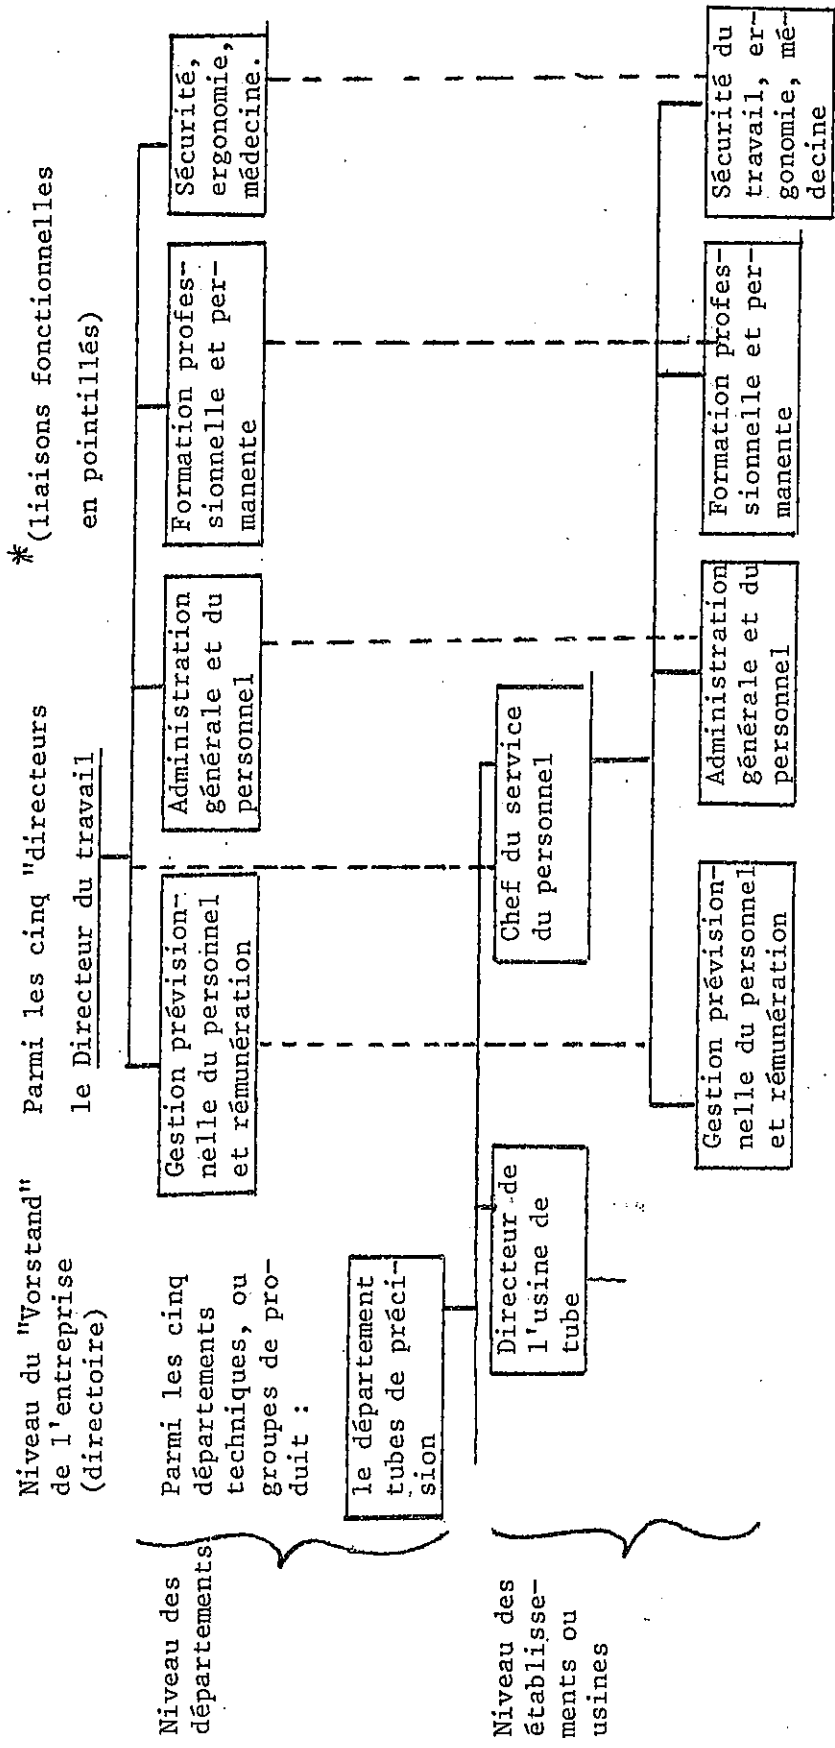 Niveau du "Vorstand"
de l'entreprise
(directoire)
Parmi les cinq "directeurs
le Directeur du travail
*
(liaisons fonctionnelles
en pointillés)
Niveau des
départements
Parmi les cinq
départements
techniques, ou
groupes de pro-
duit :
Gestion prévision-
nelle du personnel
et rémunération
Administration
générale et du
personnel
Formation profes-
sionnelle et per-
manente
Sécurité,
ergonomie,
médecine.
le département
tubes de préci-
sion
Niveau des
établisse-
ments ou
usines
Directeur de
l'usine de
tube
Chef du service
du personnel
Gestion prévision-
nelle du personnel
et rémunération
Administration
générale et du
personnel
Formation profes-
sionnelle et per-
manente
Sécurité du
travail, er-
gonomie, mé-
decine